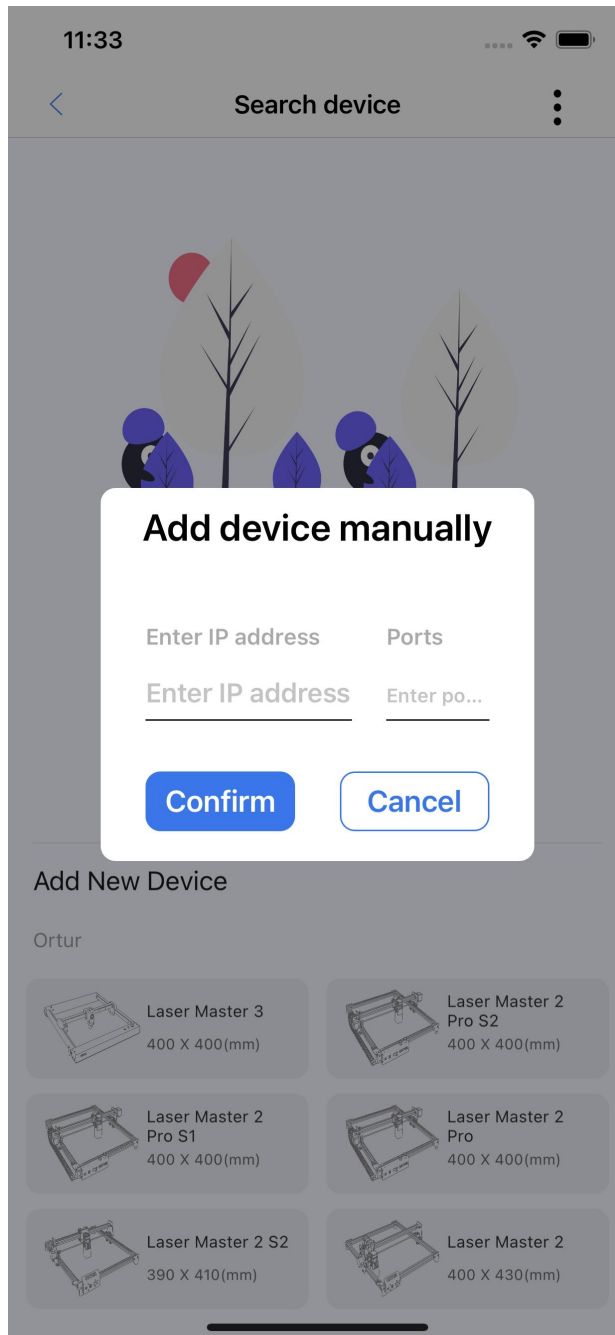 11:33
Search device
Add device manually
Enter IP address Ports
Enter IP address Enter po...
Confirm Cancel
Add New Device
Ortur
Laser Master 3
400 X 400(mm)
Laser Master 2
Pro S2
400 X 400(mm)
Laser Master 2
Pro S1
400 X 400(mm)
Laser Master 2
Pro
400 X 400(mm)
Laser Master 2 S2
390 X 410(mm)
Laser Master 2
400 X 430(mm)